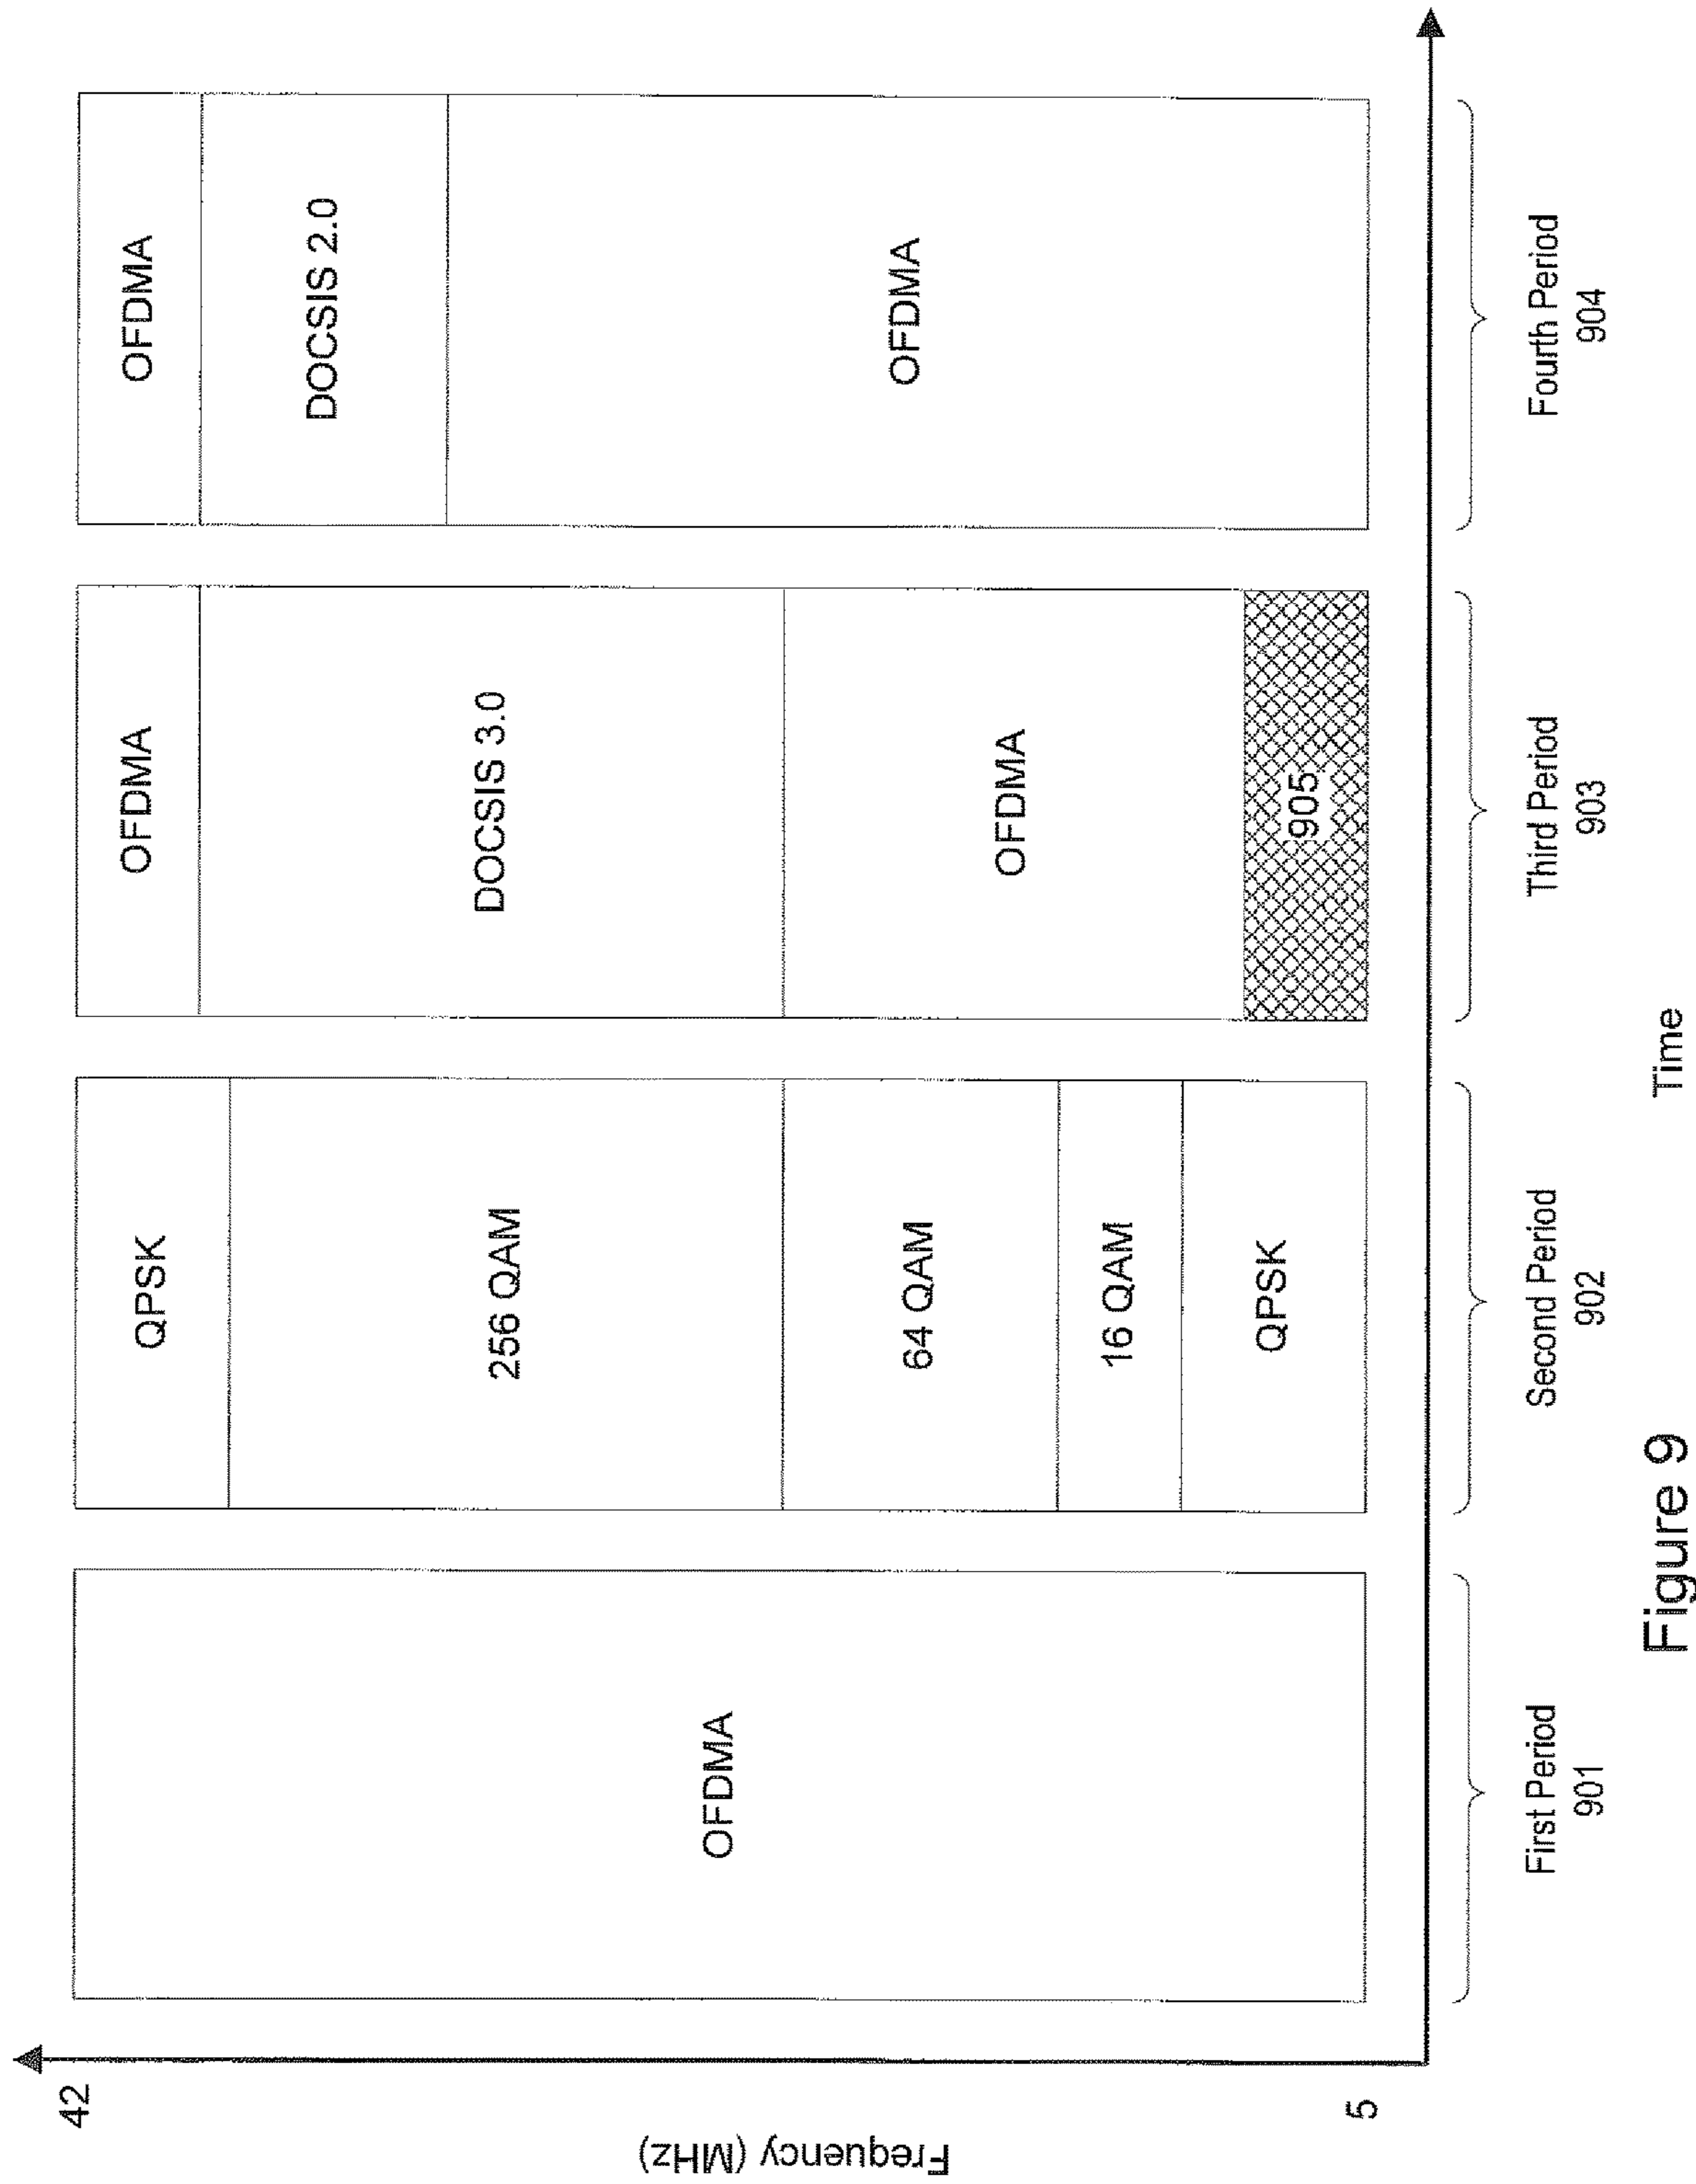 42
Frequency (MHz)
5
OFDMA
QPSK
256 QAM
64 QAM
16 QAM
QPSK
OFDMA
DOCSIS 3.0
OFDMA
905
OFDMA
DOCSIS 2.0
OFDMA
First Period
901
Second Period
902
Third Period
903
Fourth Period
904
Time
Figure 9